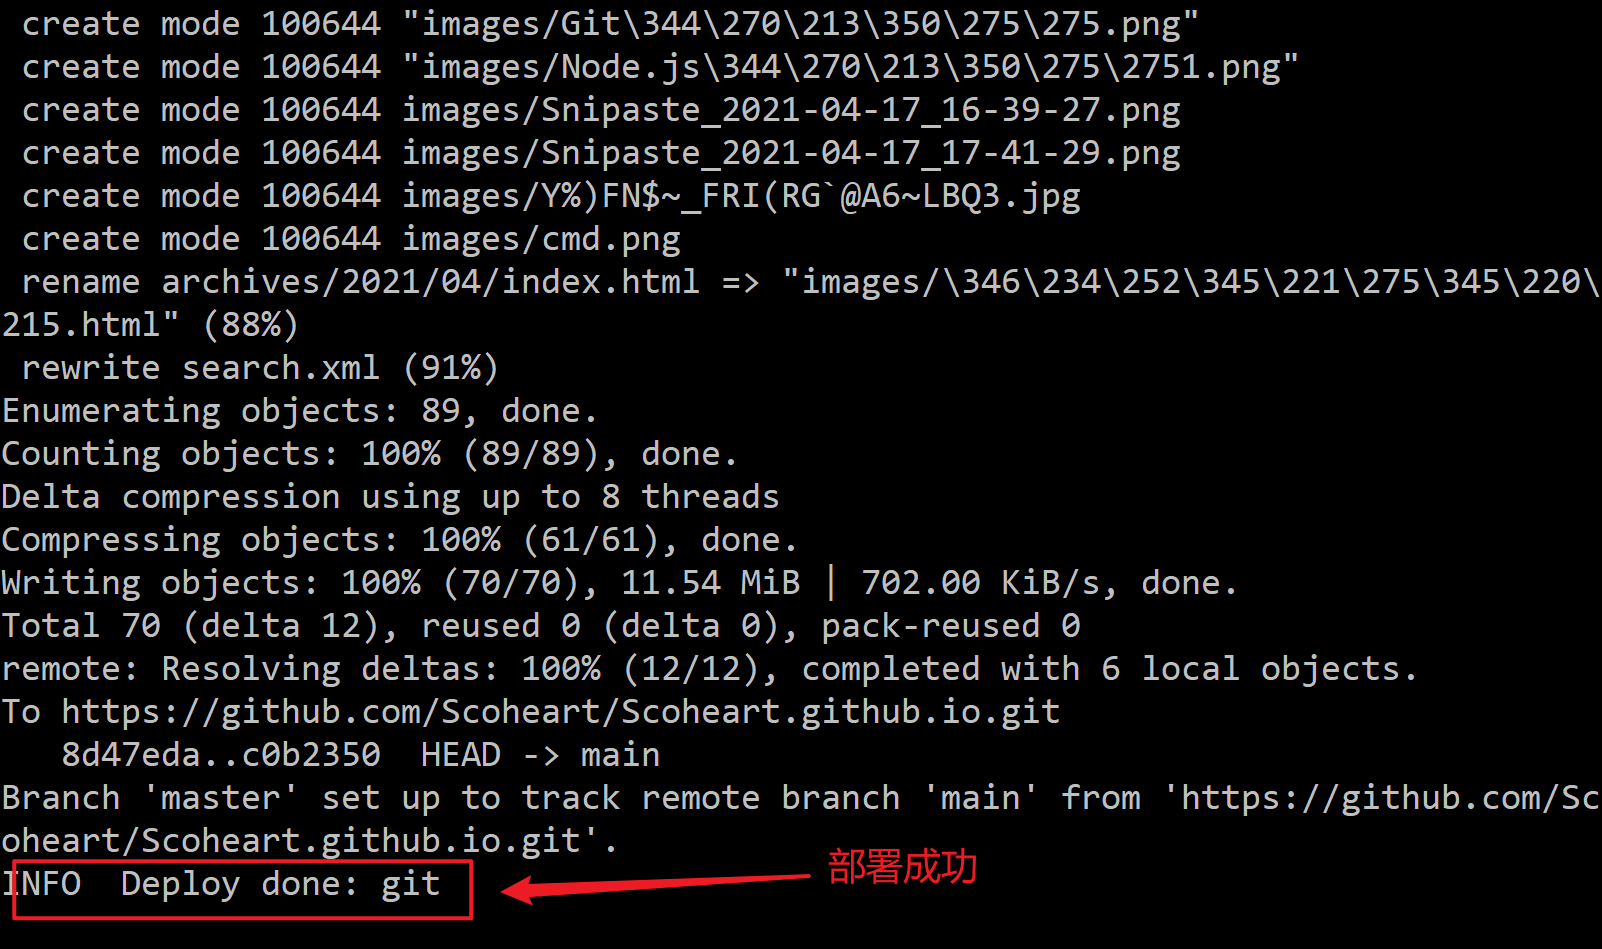 create mode 100644 "images/Git\344\270\213\350\275\275.png"
create mode 100644 "images/Node.js\344\270\213\350\275\2751.png"
create mode 100644 images/Snipaste_2021-04-17_16-39-27.png
create mode 100644 images/Snipaste_2021-04-17_17-41-29.png
create mode 100644 images/Y%)FN$~_FRI(RG`@A6~LBQ3.jpg
create mode 100644 images/cmd.png
rename archives/2021/04/index.html => "images/\346\234\252\345\221\275\345\220\
215.html" (88%)
rewrite search.xml (91%)
Enumerating objects: 89, done.
Counting objects: 100% (89/89), done.
Delta compression using up to 8 threads
Compressing objects: 100% (61/61), done.
Writing objects: 100% (70/70), 11.54 MiB | 702.00 KiB/s, done.
Total 70 (delta 12), reused 0 (delta 0), pack-reused 0
remote: Resolving deltas: 100% (12/12), completed with 6 local objects.
To https://github.com/Scoheart/Scoheart.github.io.git
   8d47eda..c0b2350  HEAD -> main
Branch 'master' set up to track remote branch 'main' from 'https://github.com/Sc
oheart/Scoheart.github.io.git'.
INFO  Deploy done: git
部署成功